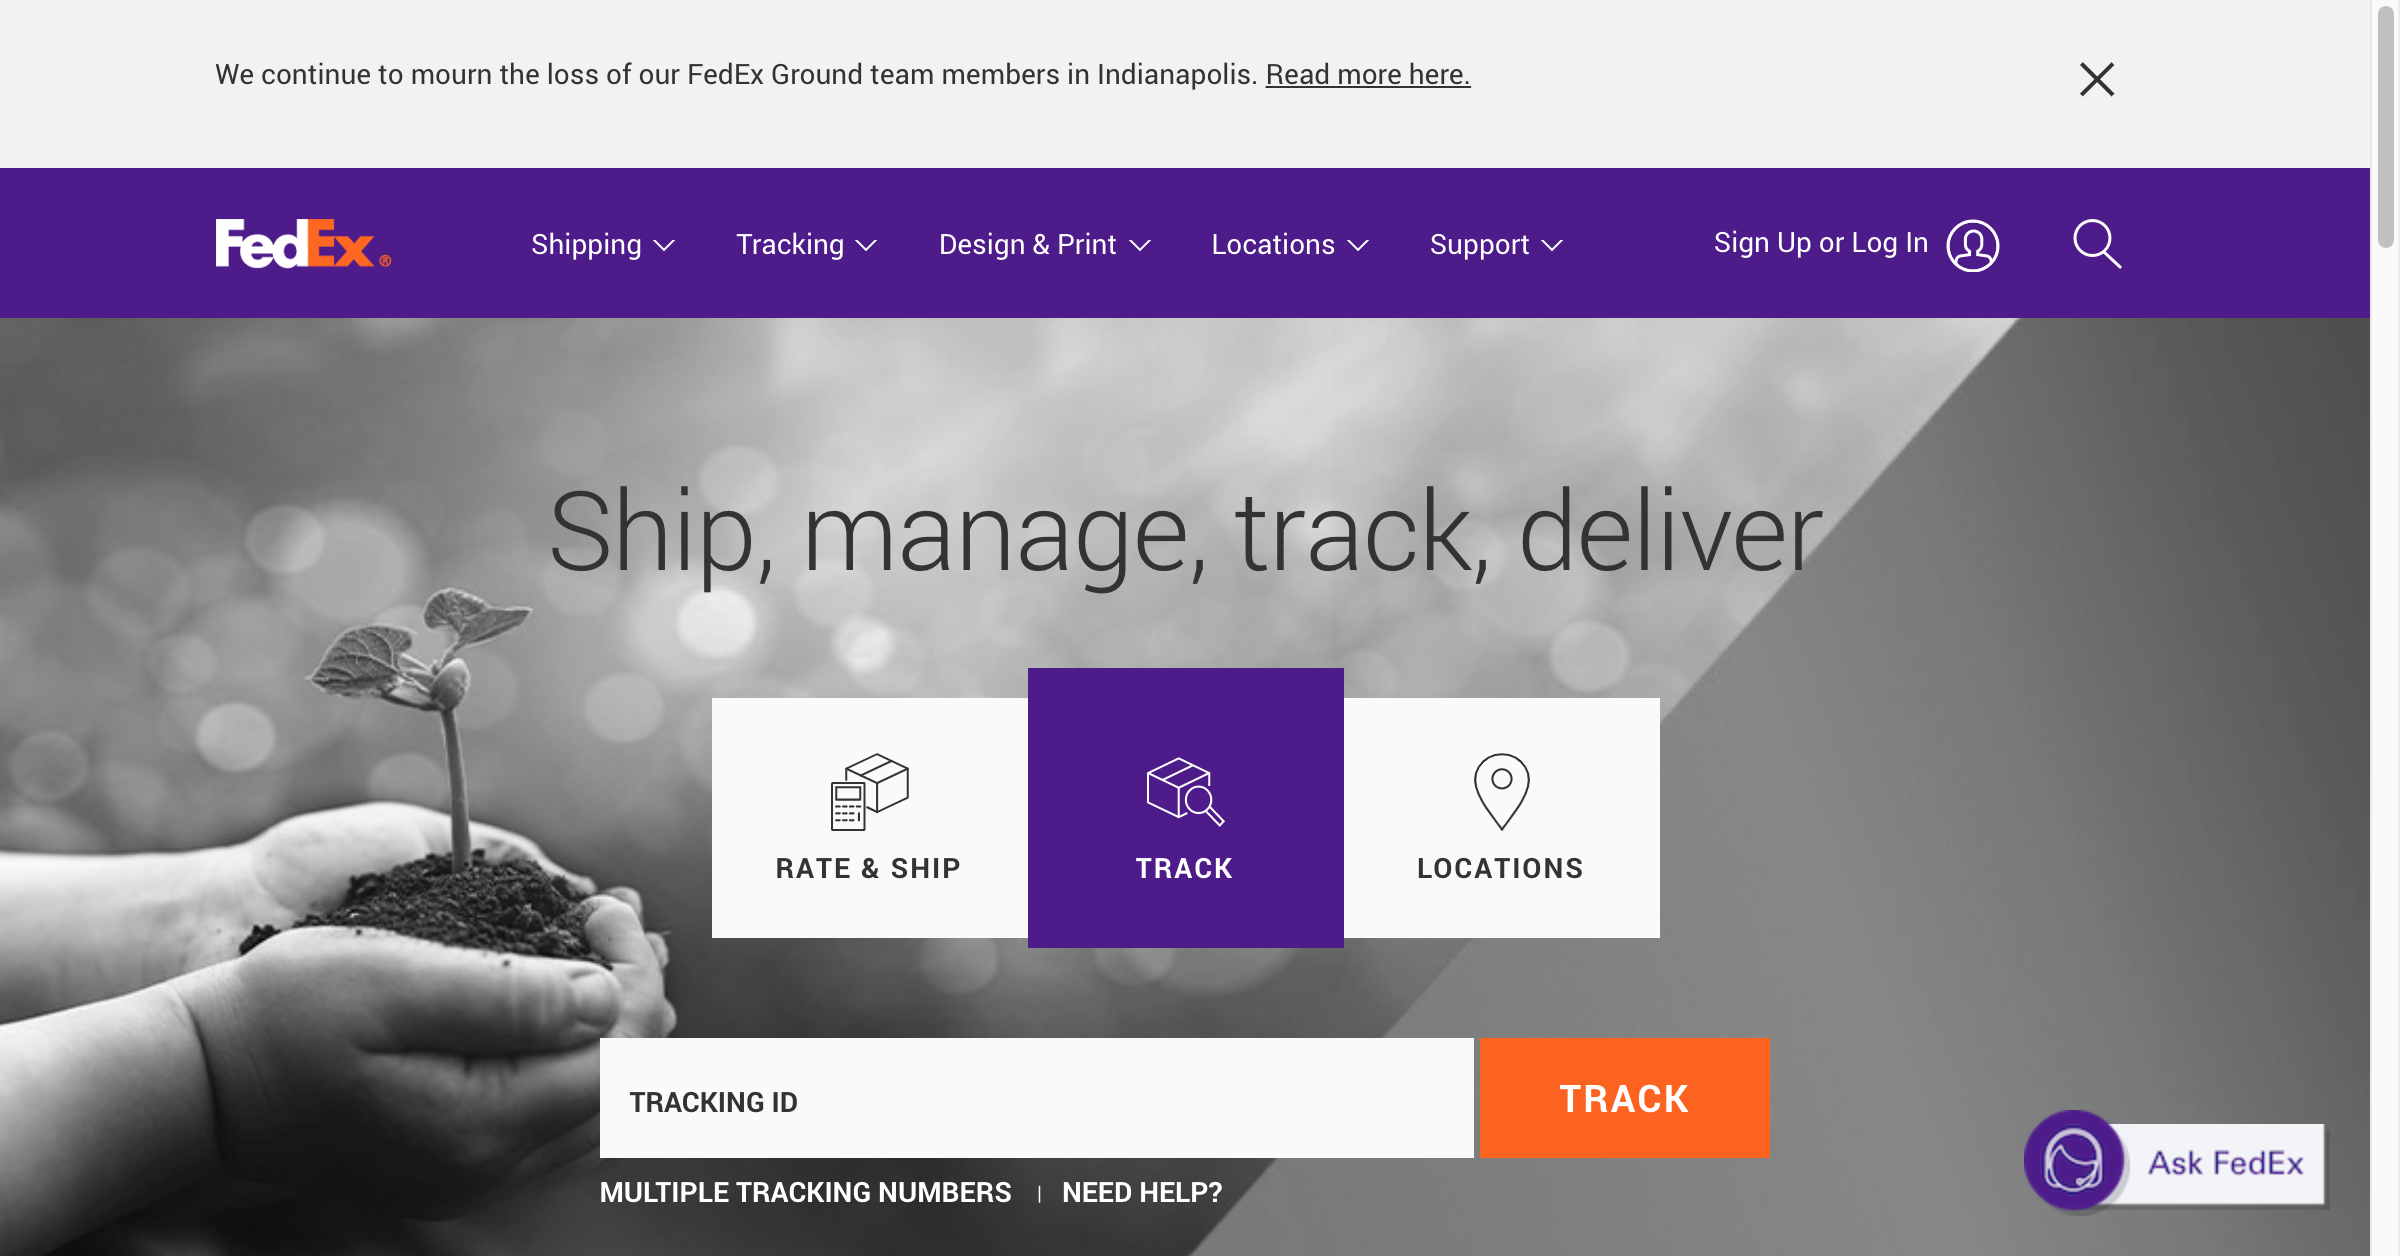 We continue to mourn the loss of our FedEx Ground team members in Indianapolis. Read more here.
FedEx®
Shipping
Tracking
Design & Print
Locations
Support
Sign Up or Log In
Ship, manage, track, deliver
RATE & SHIP
TRACK
LOCATIONS
TRACKING ID
TRACK
MULTIPLE TRACKING NUMBERS | NEED HELP?
Ask FedEx